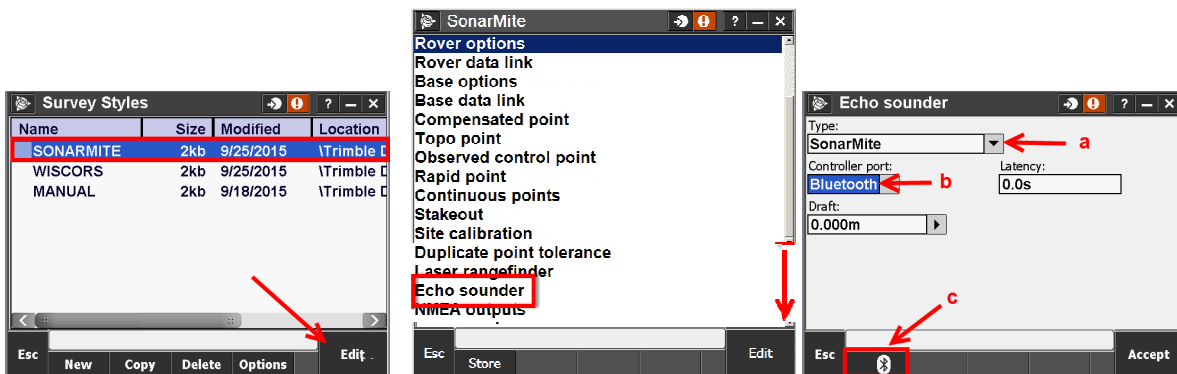 Survey Styles
? – ×
Name Size Modified Location
SONARMITE 2kb 9/25/2015 \Trimble D
WISCORS 2kb 9/25/2015 \Trimble D
MANUAL 2kb 9/18/2015 \Trimble D
Esc
New Copy Delete Options
Edit
SonarMite
? – ×
Rover options
Rover data link
Base options
Base data link
Compensated point
Topo point
Observed control point
Rapid point
Continuous points
Stakeout
Site calibration
Duplicate point tolerance
Laser rangefinder
Echo sounder
NMEA outputs
Esc
Store
Edit
Echo sounder
? – ×
Type:
SonarMite
a
Controller port:
Latency:
Bluetooth
b
0.0s
Draft:
0.000m
c
Esc
Accept